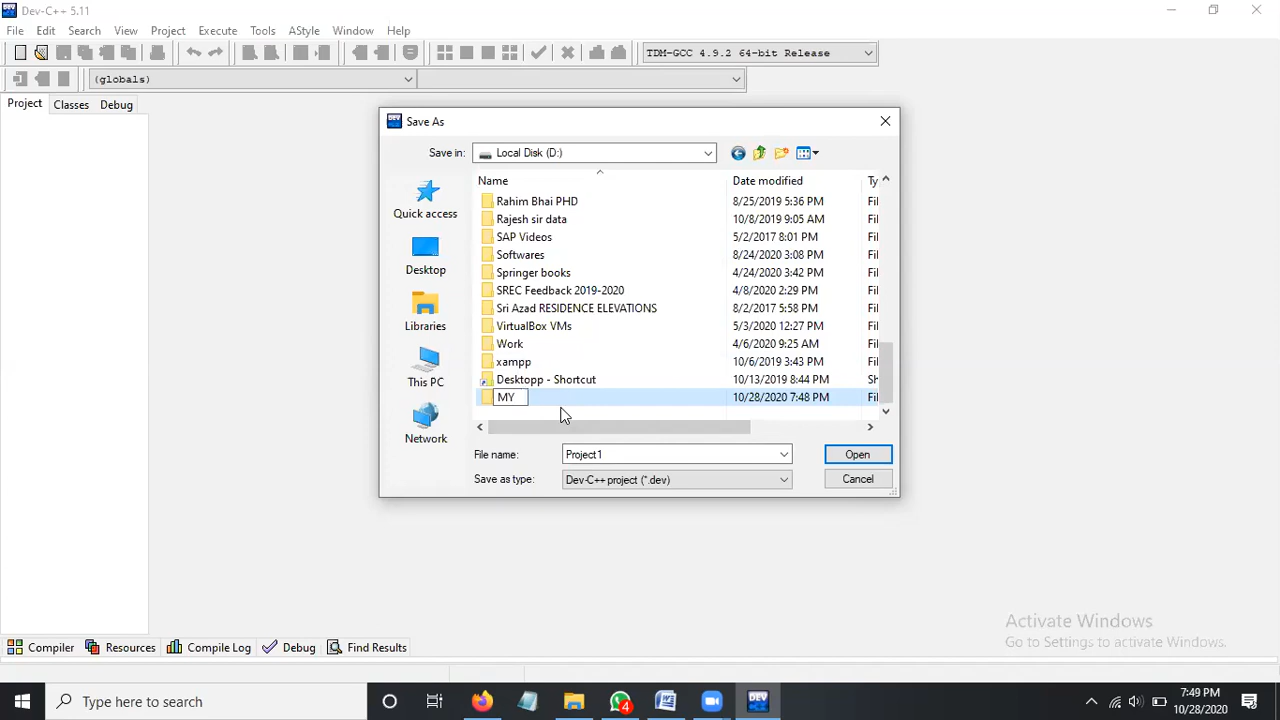 Dev-C++ 5.11
File Edit Search View Project Execute Tools AStyle Window Help
TDM-GCC 4.9.2 64-bit Release
(globals)
Project Classes Debug
Save As
Save in: Local Disk (D:)
Name Date modified Ty
Rahim Bhai PHD 8/25/2019 5:36 PM Fil
Rajesh sir data 10/8/2019 9:05 AM Fil
SAP Videos 5/2/2017 8:01 PM Fil
Softwares 8/24/2020 3:08 PM Fil
Springer books 4/24/2020 3:42 PM Fil
SREC Feedback 2019-2020 4/8/2020 2:29 PM Fil
Sri Azad RESIDENCE ELEVATIONS 8/2/2017 5:58 PM Fil
VirtualBox VMs 5/3/2020 12:27 PM Fil
Work 4/6/2020 9:25 AM Fil
xampp 10/6/2019 3:43 PM Fil
Desktopp - Shortcut 10/13/2019 8:44 PM Sh
MY 10/28/2020 7:48 PM Fil
Quick access
Desktop
Libraries
This PC
Network
File name: Project1 Open
Save as type: Dev-C++ project (*.dev) Cancel
Activate Windows
Go to Settings to activate Windows.
Compiler Resources Compile Log Debug Find Results
Type here to search
4
7:49 PM
10/28/2020